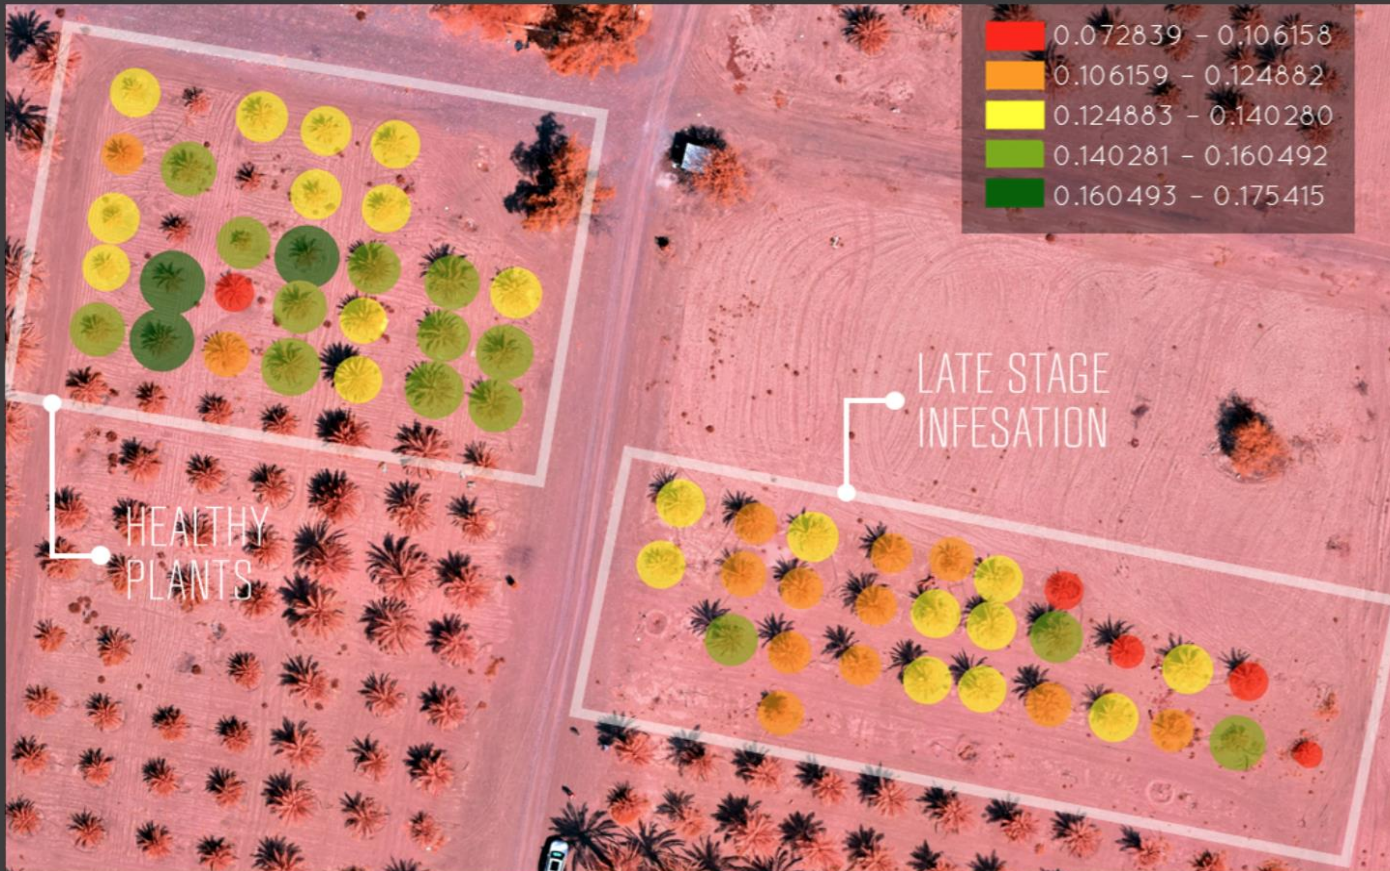 0.072839 - 0.106158
0.106159 - 0.124882
0.124883 - 0.140280
0.140281 - 0.160492
0.160493 - 0.175415
LATE STAGE
INFESATION
HEALTHY
PLANTS